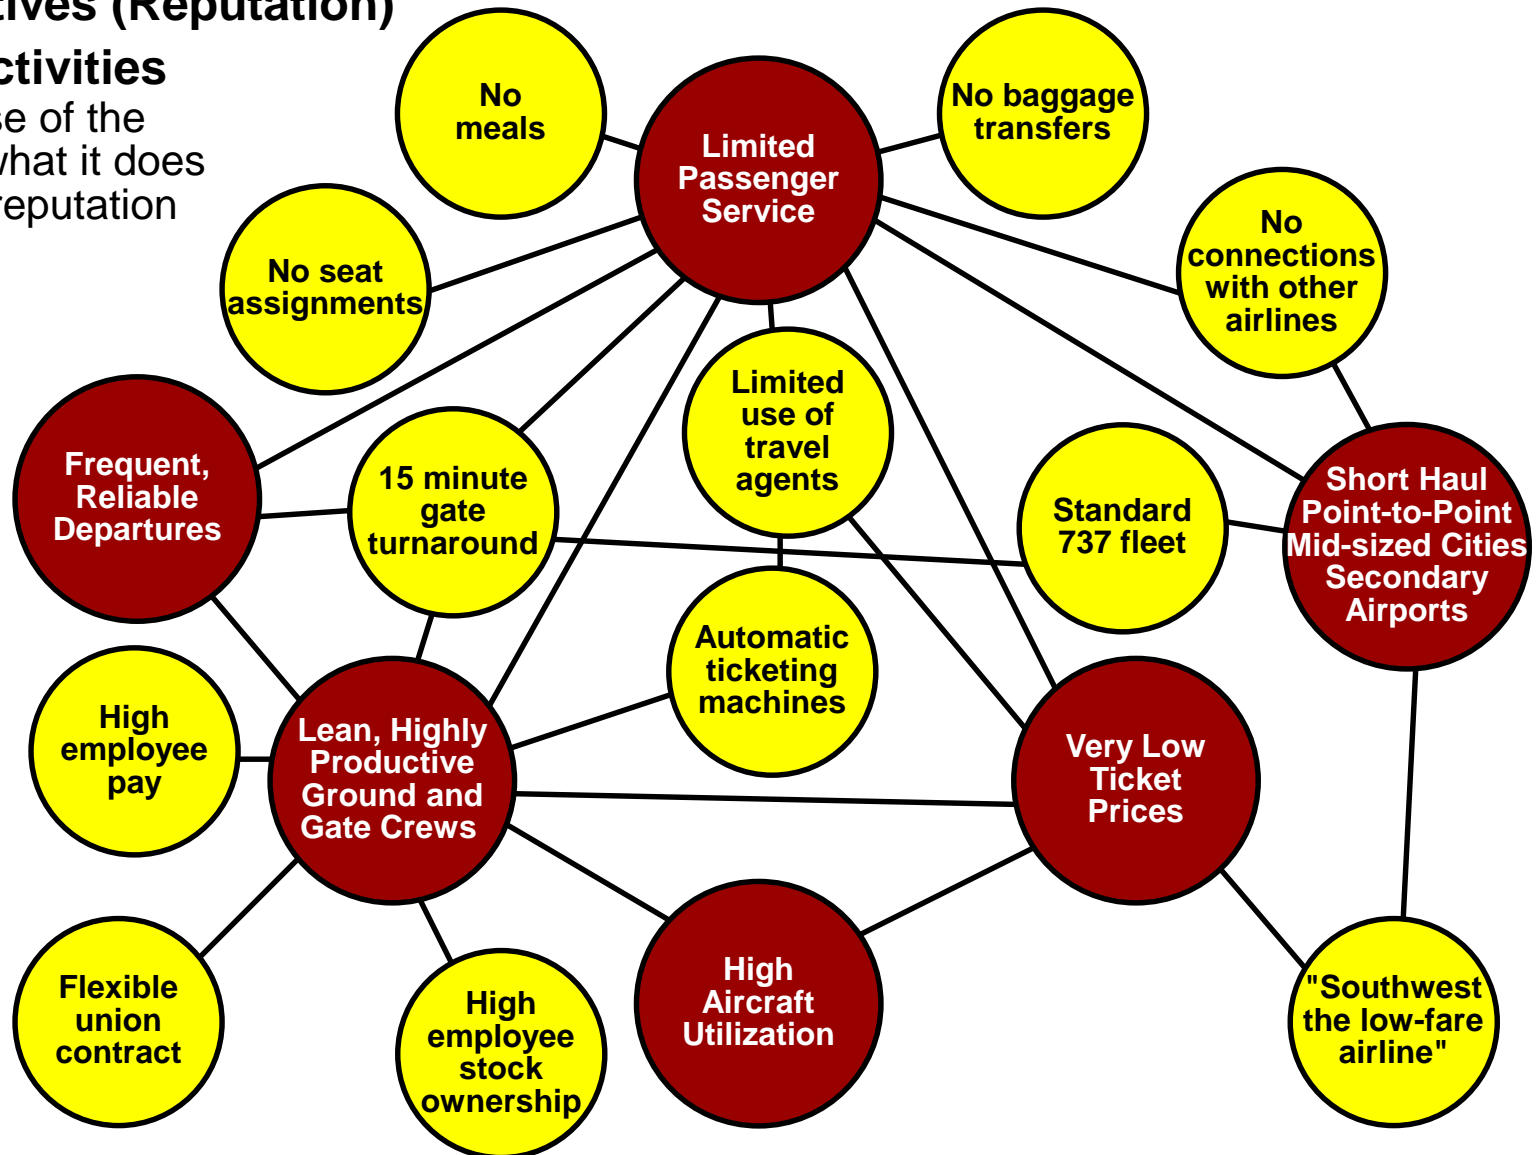 tives (Reputation)
ctivities
se of the
what it does
reputation
No
meals
Limited
Passenger
Service
No baggage
transfers
No
connections
with other
airlines
No seat
assignments
Limited
use of
travel
agents
Frequent,
Reliable
Departures
15 minute
gate
turnaround
Standard
737 fleet
Short Haul
Point-to-Point
Mid-sized Cities
Secondary
Airports
Automatic
ticketing
machines
High
employee
pay
Lean, Highly
Productive
Ground and
Gate Crews
Very Low
Ticket
Prices
Flexible
union
contract
High
employee
stock
ownership
High
Aircraft
Utilization
"Southwest
the low-fare
airline"